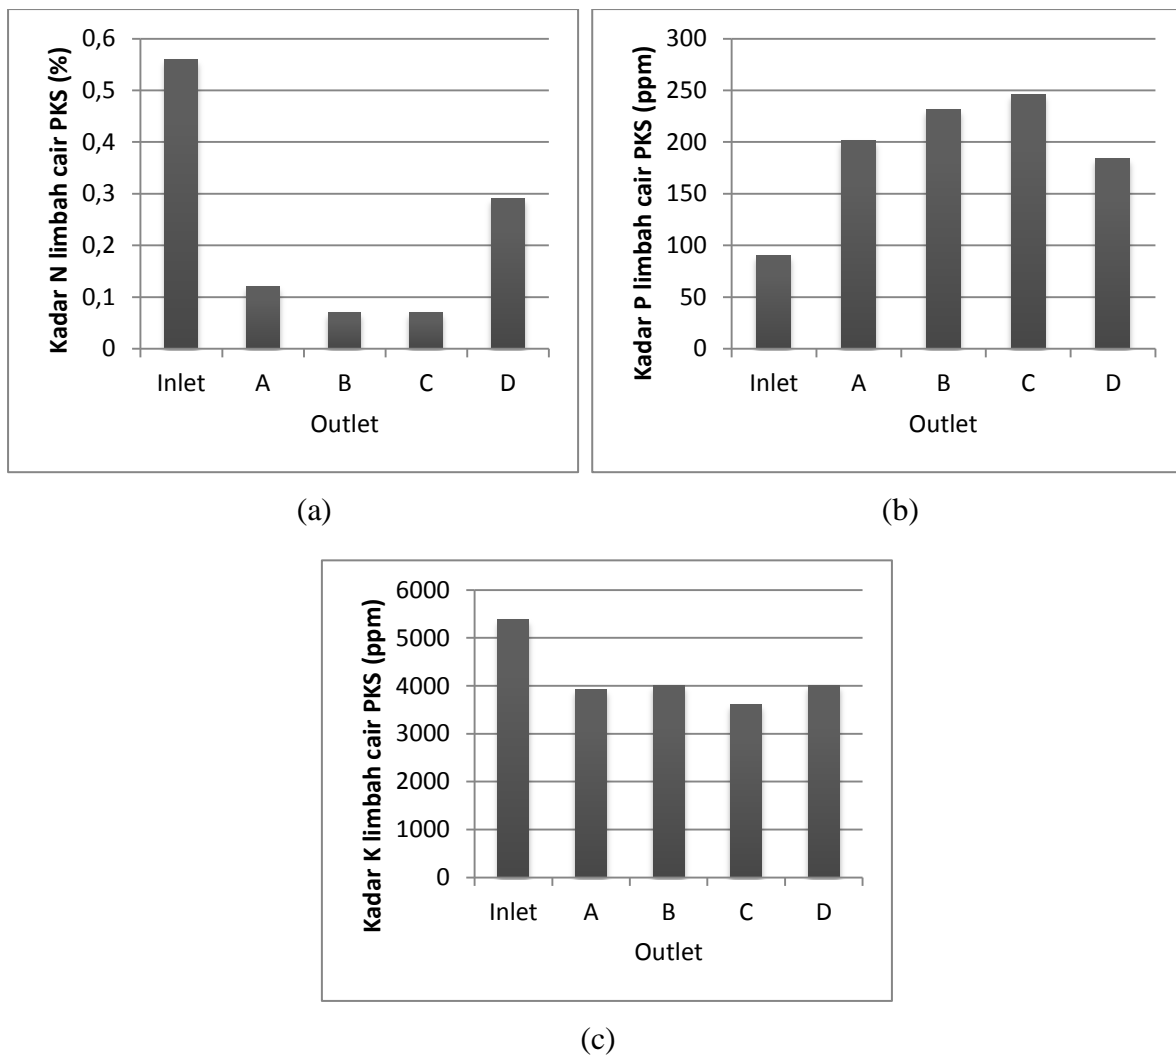 Kadar N limbah cair PKS (%)
0,6
0,5
0,4
0,3
0,2
0,1
0
Inlet A B C D
Outlet
(a)
Kadar P limbah cair PKS (ppm)
300
250
200
150
100
50
0
Inlet A B C D
Outlet
(b)
Kadar K limbah cair PKS (ppm)
6000
5000
4000
3000
2000
1000
0
Inlet A B C D
Outlet
(c)